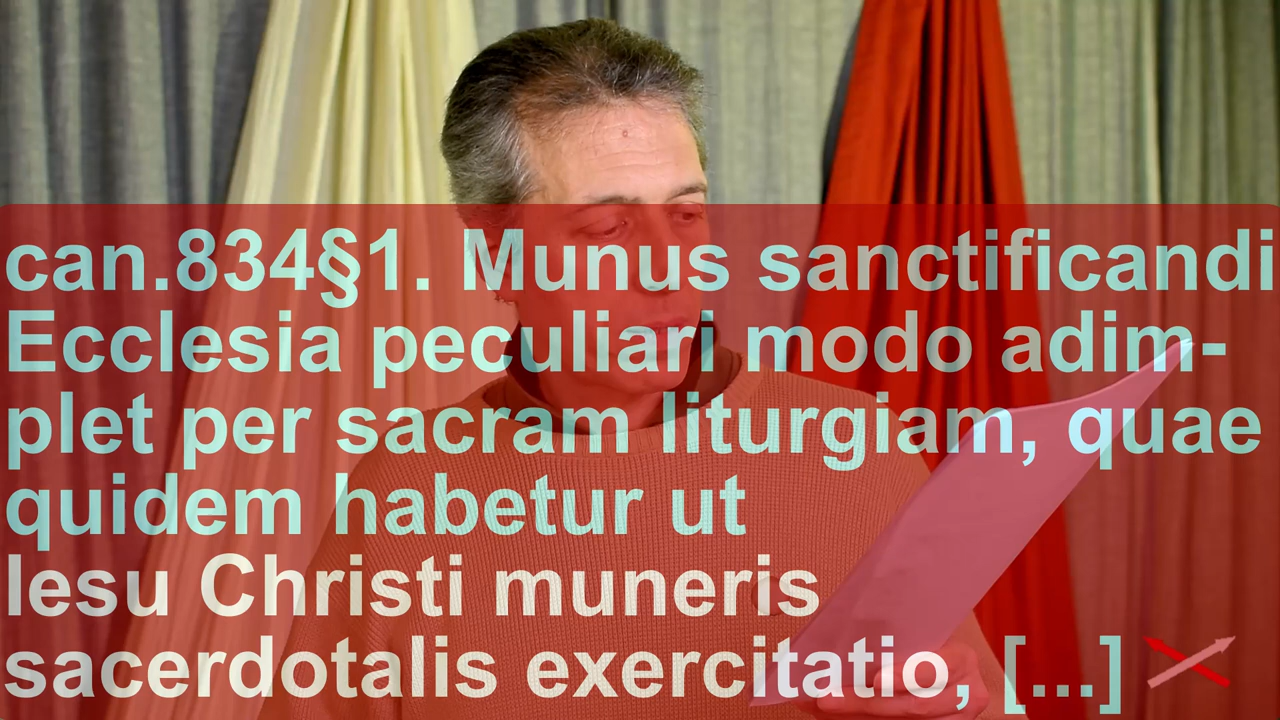 can.834§1. Munus sanctificandi
Ecclesia peculiari modo adim-
plet per sacram liturgiam, quae
quidem habetur ut
Iesu Christi muneris
sacerdotalis exercitatio, [...]